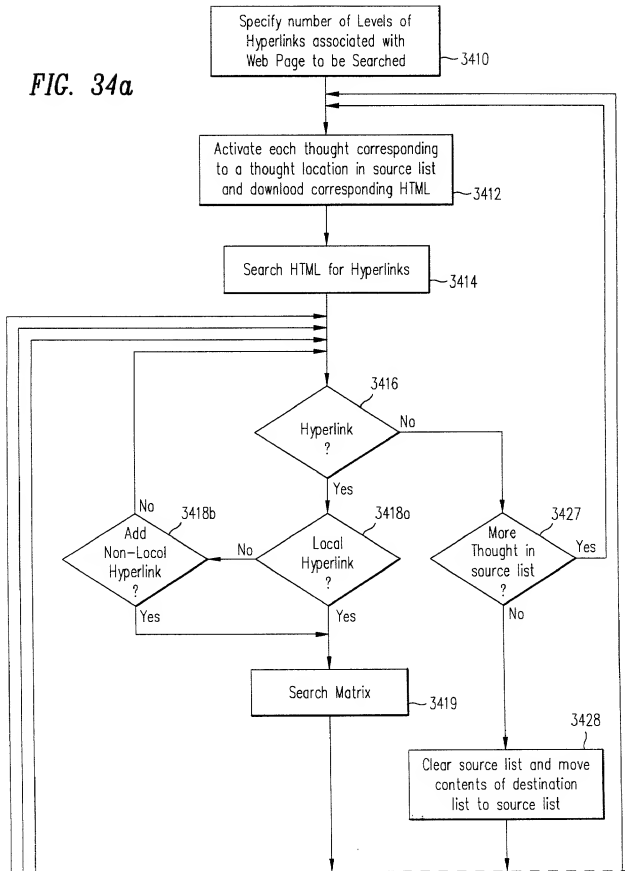 Specify number of Levels of
Hyperlinks associated with
Web Page to be Searched
3410
FIG. 34a
Activate each thought corresponding
to a thought location in source list
and download corresponding HTML
3412
Search HTML for Hyperlinks
3414
3416
Hyperlink
?
No
Yes
3418b
Add
Non-Local
Hyperlink
?
No
Yes
3418a
Local
Hyperlink
?
No
Yes
3427
More
Thought in
source list
?
Yes
No
Search Matrix
3419
3428
Clear source list and move
contents of destination
list to source list